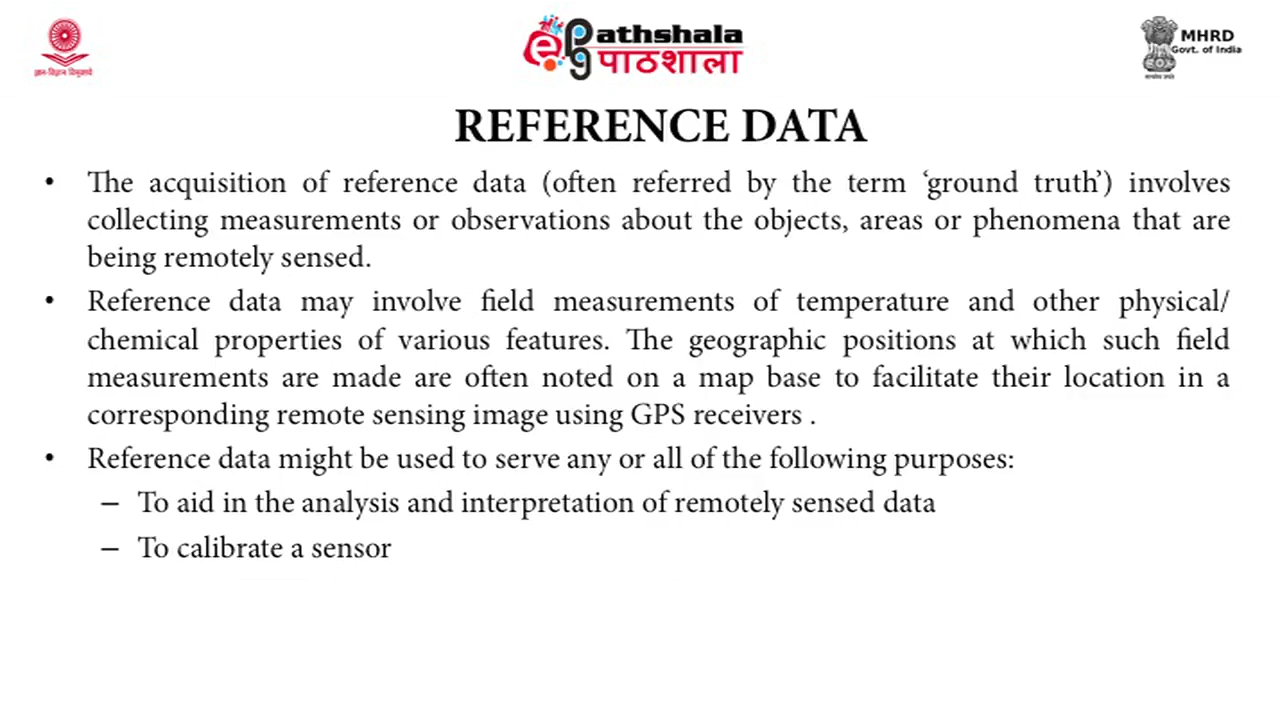 ज्ञान-विज्ञान विमुक्तये
e pg athshala
पाठशाला
MHRD
Govt. of India
सत्यमेव जयते
REFERENCE DATA
• The acquisition of reference data (often referred by the term ‘ground truth’) involves
collecting measurements or observations about the objects, areas or phenomena that are
being remotely sensed.
• Reference data may involve field measurements of temperature and other physical/
chemical properties of various features. The geographic positions at which such field
measurements are made are often noted on a map base to facilitate their location in a
corresponding remote sensing image using GPS receivers .
• Reference data might be used to serve any or all of the following purposes:
– To aid in the analysis and interpretation of remotely sensed data
– To calibrate a sensor